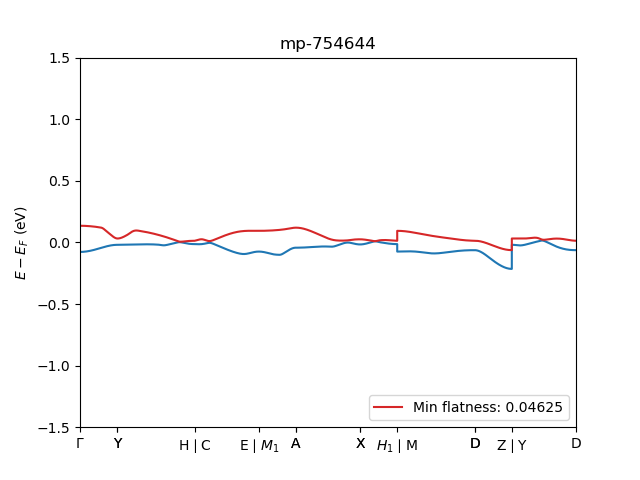 mp-754644
E − E_F (eV)
1.5
1.0
0.5
0.0
−0.5
−1.0
−1.5
Min flatness: 0.04625
Γ Y H | C E | M₁ A X H₁ | M D Z | Y D